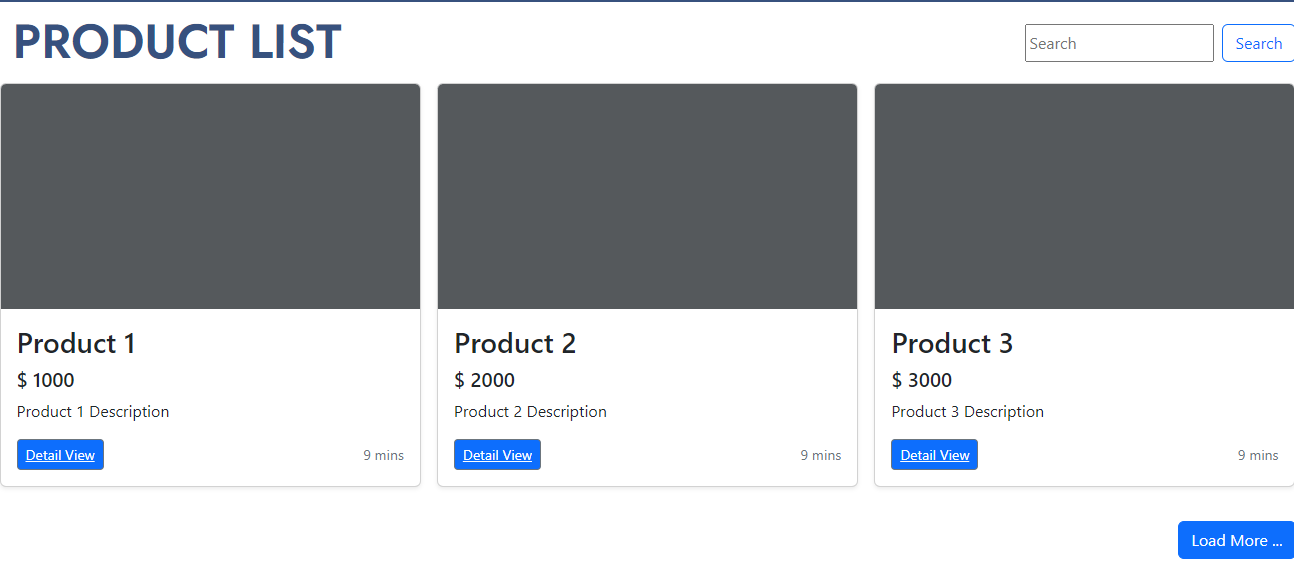 PRODUCT LIST
Search
Search
Product 1
$ 1000
Product 1 Description
Detail View
9 mins
Product 2
$ 2000
Product 2 Description
Detail View
9 mins
Product 3
$ 3000
Product 3 Description
Detail View
9 mins
Load More ...